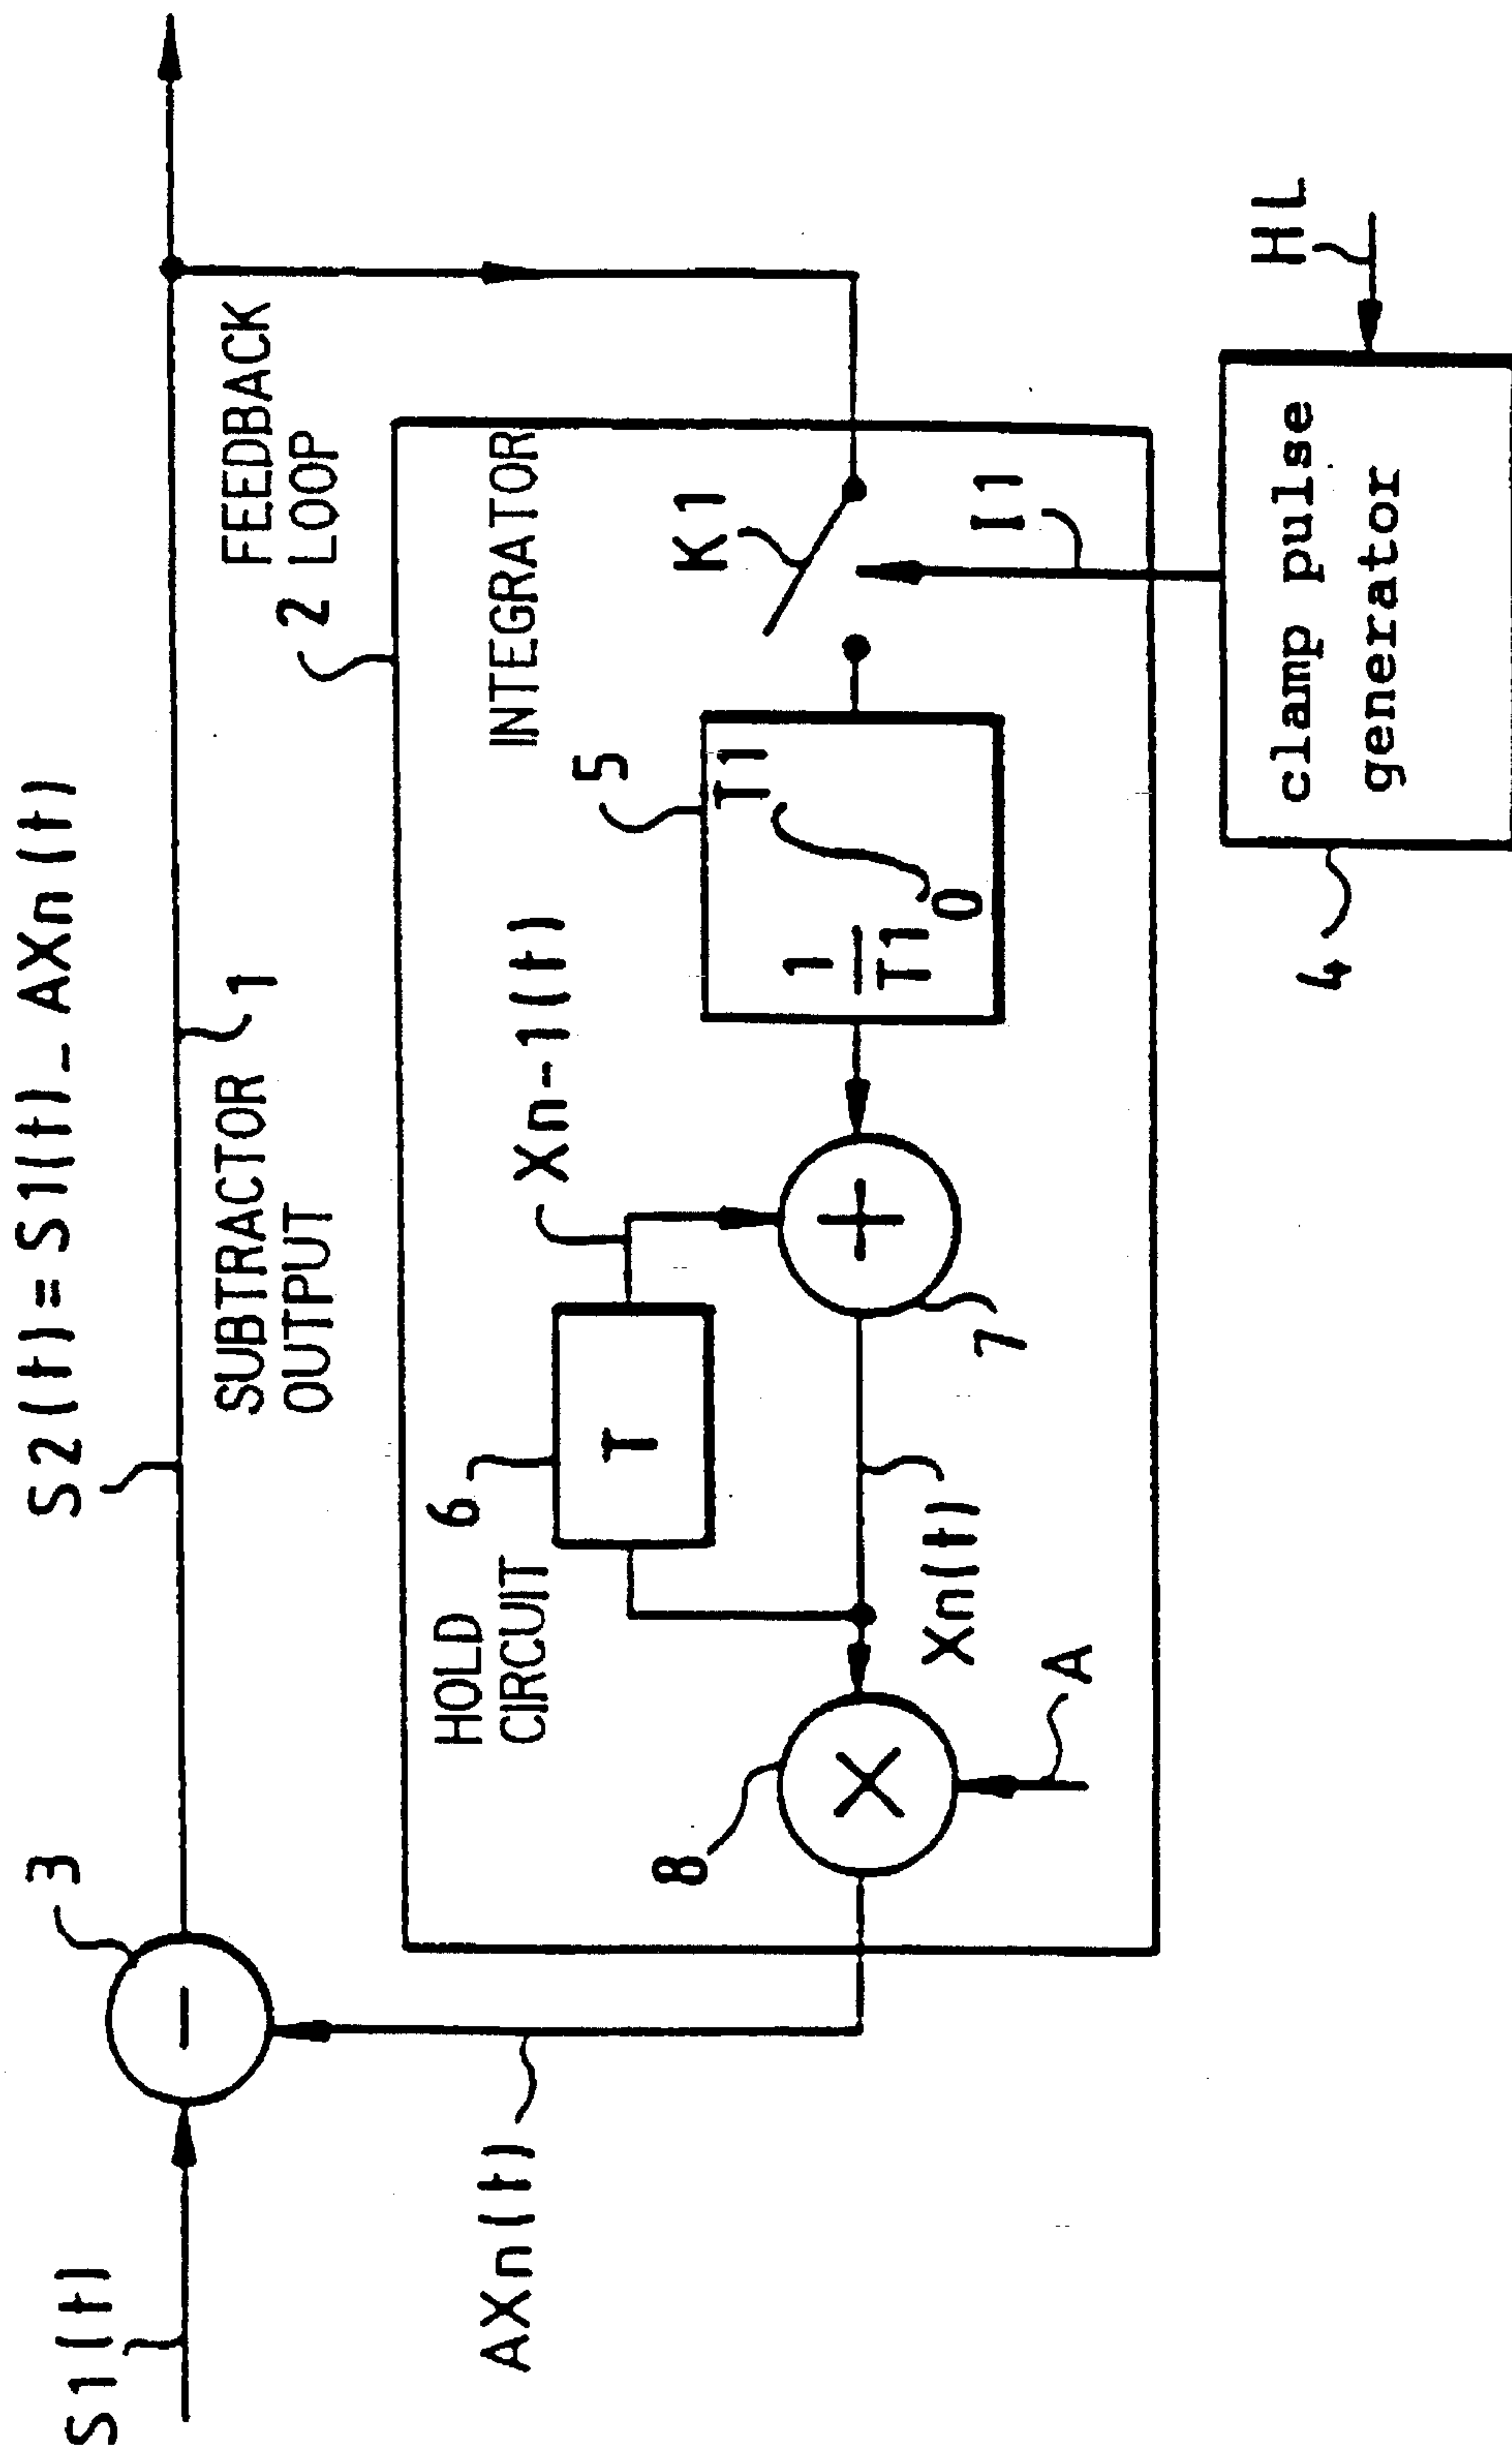 S2(t) = S1(t) - AXn(t)
S1(t)
3
SUBTRACTOR
OUTPUT
1
FEEDBACK
LOOP
2
AXn(t)
HOLD
CIRCUIT
6
T
Xn-1(t)
INTEGRATOR
5
T1
∫
0
1
T1
K1
8
×
A
Xn(t)
+
7
I1
−
4
clamp pulse
generator
HL